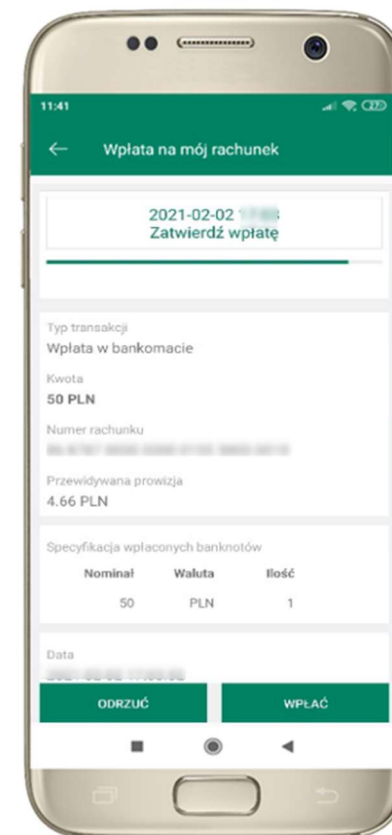 11:41
27
Wpłata na mój rachunek
2021-02-02
Zatwierdź wpłatę
Typ transakcji
Wpłata w bankomacie
Kwota
50 PLN
Numer rachunku
Przewidywana prowizja
4.66 PLN
Specyfikacja wpłaconych banknotów
Nominał Waluta Ilość
50 PLN 1
Data
ODRZUĆ WPŁAĆ